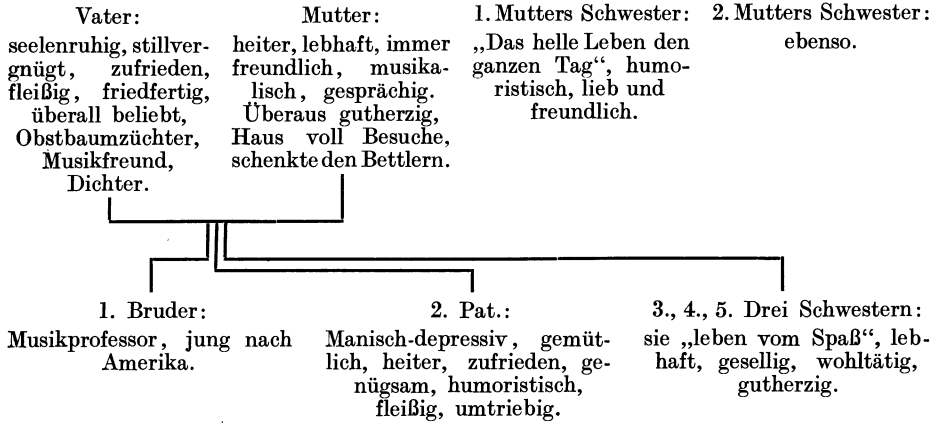 Vater:
seelenruhig, stillver-
gnügt, zufrieden,
fleißig, friedfertig,
überall beliebt,
Obstbaumzüchter,
Musikfreund,
Dichter.
Mutter:
heiter, lebhaft, immer
freundlich, musika-
lisch, gesprächig.
Überaus gutherzig,
Haus voll Besuche,
schenkte den Bettlern.
1. Mutters Schwester:
„Das helle Leben den
ganzen Tag“, humo-
ristisch, lieb und
freundlich.
2. Mutters Schwester:
ebenso.
1. Bruder:
Musikprofessor, jung nach
Amerika.
2. Pat.:
Manisch-depressiv, gemüt-
lich, heiter, zufrieden, ge-
nügsam, humoristisch,
fleißig, umtriebig.
3., 4., 5. Drei Schwestern:
sie „leben vom Spaß“, leb-
haft, gesellig, wohltätig,
gutherzig.